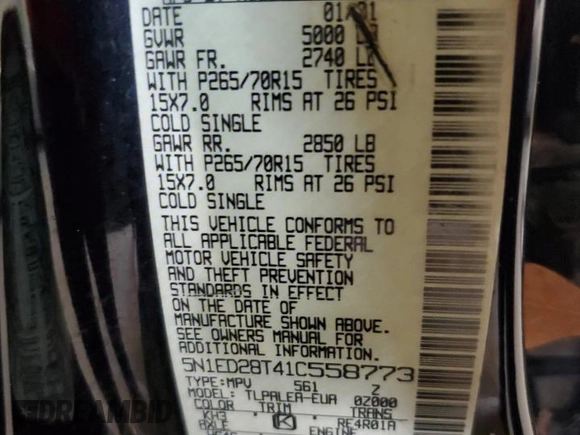 DATE 01/01
GVWR 5000 LB
GAWR FR. 2740 LB
WITH P265/70R15 TIRES
15X7.0 RIMS AT 26 PSI
COLD SINGLE
GAWR RR. 2850 LB
WITH P265/70R15 TIRES
15X7.0 RIMS AT 26 PSI
COLD SINGLE
THIS VEHICLE CONFORMS TO
ALL APPLICABLE FEDERAL
MOTOR VEHICLE SAFETY
AND THEFT PREVENTION
STANDARDS IN EFFECT
ON THE DATE OF
MANUFACTURE SHOWN ABOVE.
SEE OWNERS MANUAL FOR
ADDITIONAL INFORMATION.
5N1ED28T41C558773
TYPE:MPV 561 2
MODEL: TLPALEA-EUA 0Z000
COLOR TRIM TRANS
KH3 K RE4R01A
AXLE ENGINE
DREAMBID